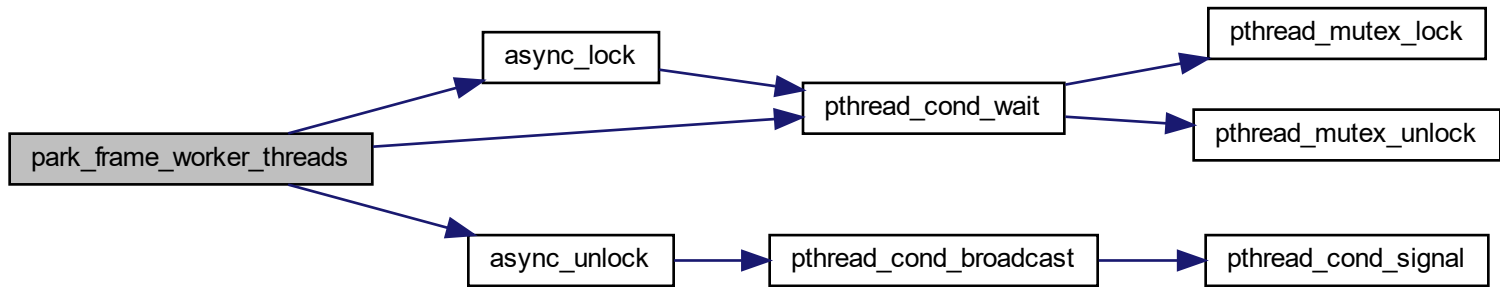 park_frame_worker_threads
async_lock
pthread_cond_wait
pthread_mutex_lock
pthread_mutex_unlock
async_unlock
pthread_cond_broadcast
pthread_cond_signal